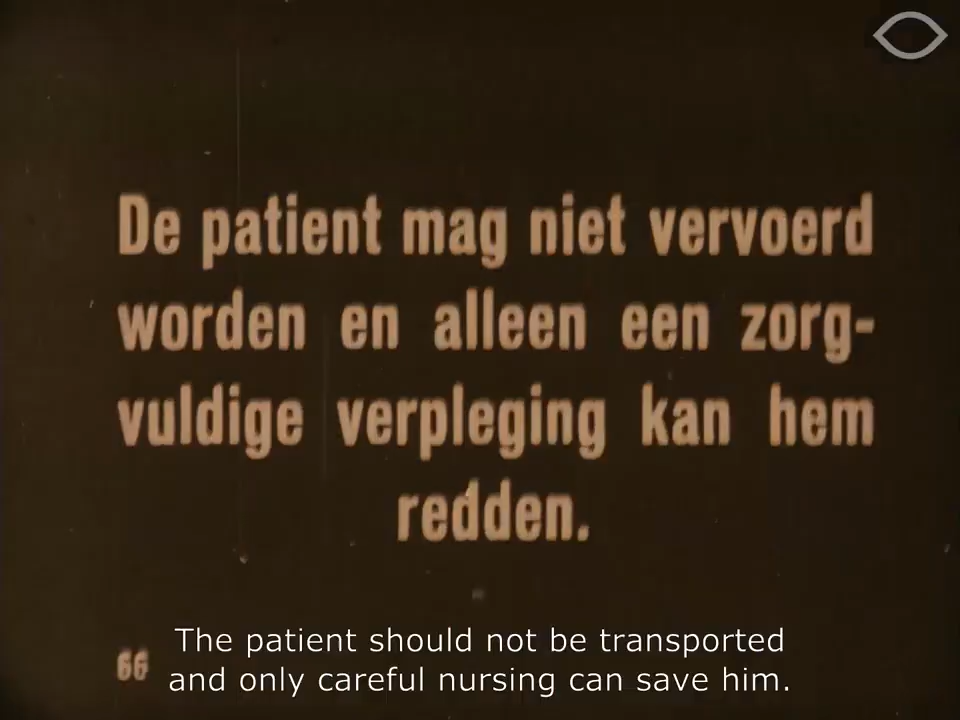 De patient mag niet vervoerd
worden en alleen een zorg-
vuldige verpleging kan hem
redden.
66
The patient should not be transported
and only careful nursing can save him.